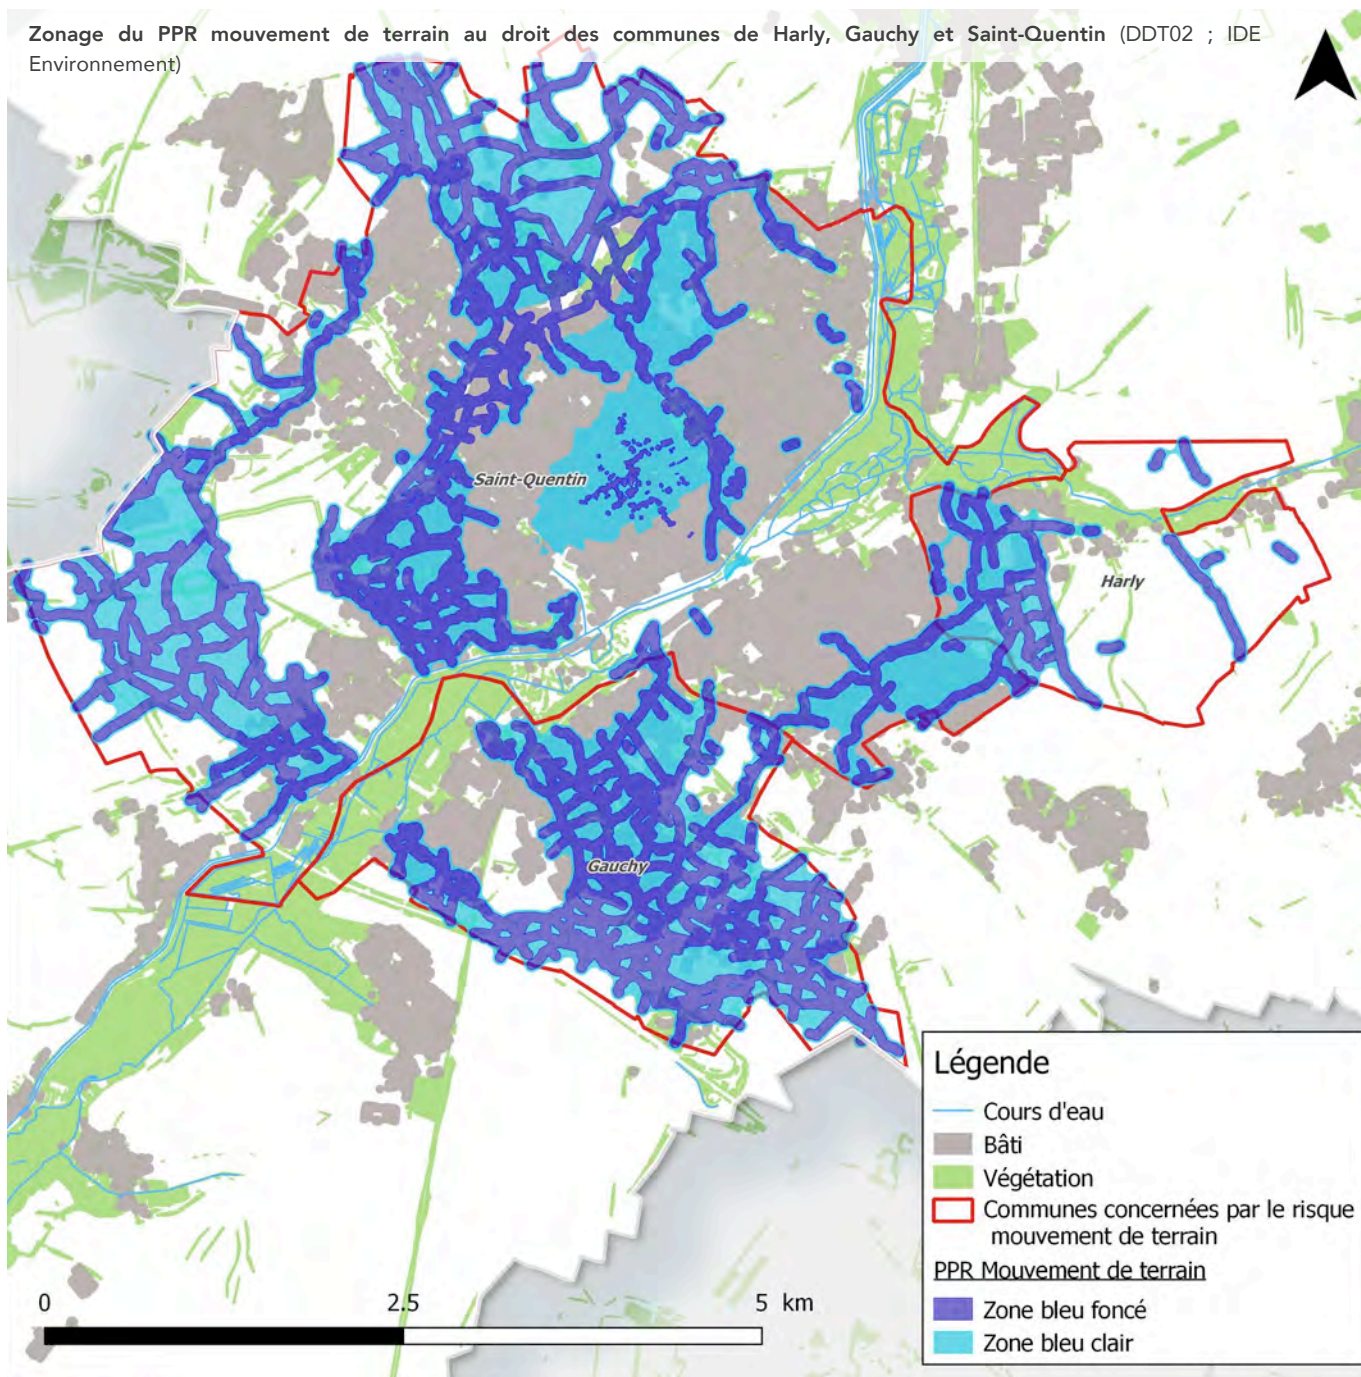 Zonage du PPR mouvement de terrain au droit des communes de Harly, Gauchy et Saint-Quentin (DDT02 ; IDE
Environnement)
Saint-Quentin
Harly
Gauchy
Légende
Cours d'eau
Bâti
Végétation
Communes concernées par le risque
mouvement de terrain
PPR Mouvement de terrain
Zone bleu foncé
Zone bleu clair
0 2.5 5 km